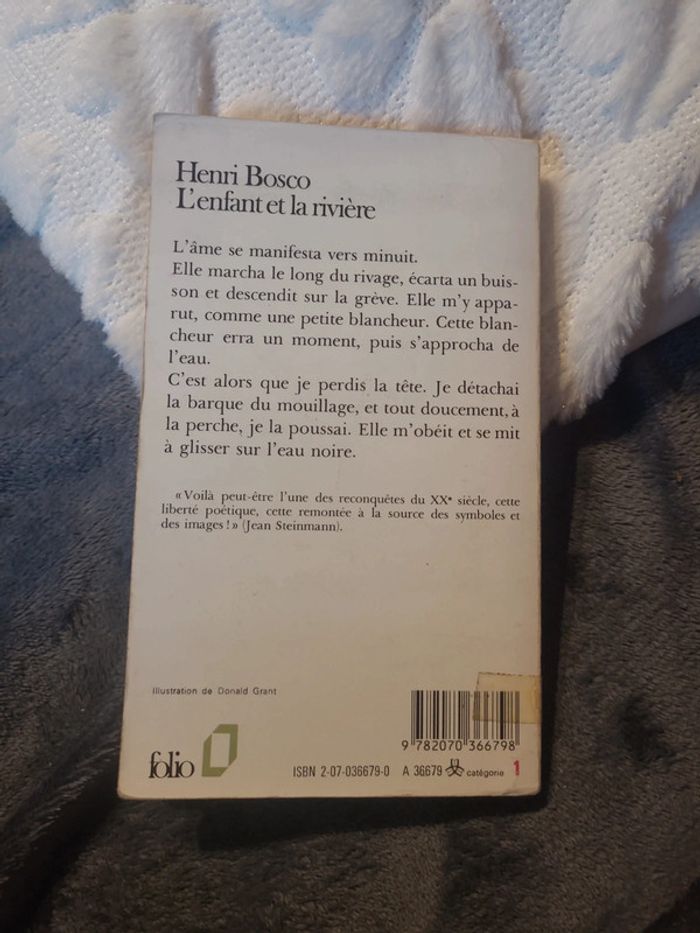 Henri Bosco
L'enfant et la rivière
L'âme se manifesta vers minuit.
Elle marcha le long du rivage, écarta un buis-
son et descendit sur la grève. Elle m'y appa-
rut, comme une petite blancheur. Cette blan-
cheur erra un moment, puis s'approcha de
l'eau.
C'est alors que je perdis la tête. Je détachai
la barque du mouillage, et tout doucement, à
la perche, je la poussai. Elle m'obéit et se mit
à glisser sur l'eau noire.
« Voilà peut-être l'une des reconquêtes du XXe siècle, cette
liberté poétique, cette remontée à la source des symboles et
des images ! » (Jean Steinmann).
Illustration de Donald Grant
9 782070 366798
folio
ISBN 2-07-036679-0 A 36679 catégorie 1